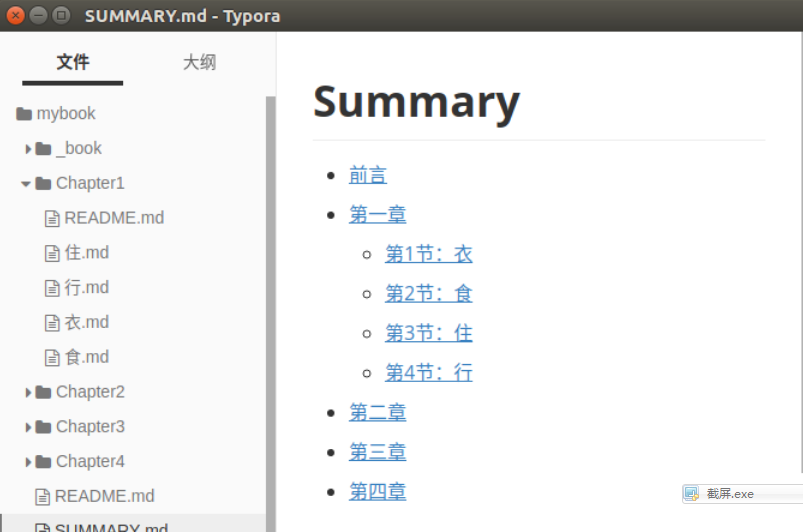 SUMMARY.md - Typora
文件
大纲
mybook
_book
Chapter1
README.md
住.md
行.md
衣.md
食.md
Chapter2
Chapter3
Chapter4
README.md
SUMMARY.md
Summary
前言
第一章
第1节：衣
第2节：食
第3节：住
第4节：行
第二章
第三章
第四章
截屏.exe